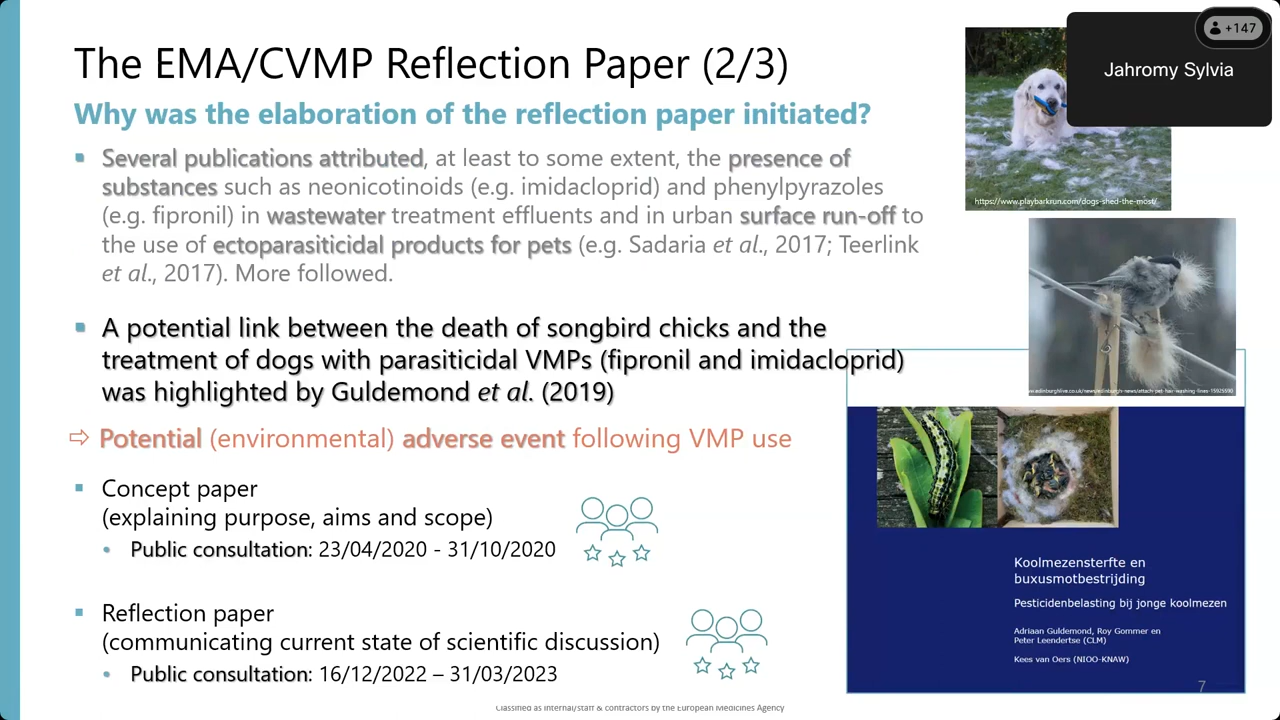 The EMA/CVMP Reflection Paper (2/3)
Why was the elaboration of the reflection paper initiated?
Several publications attributed, at least to some extent, the presence of
substances such as neonicotinoids (e.g. imidacloprid) and phenylpyrazoles
(e.g. fipronil) in wastewater treatment effluents and in urban surface run-off to
the use of ectoparasiticidal products for pets (e.g. Sadaria et al., 2017; Teerlink
et al., 2017). More followed.
A potential link between the death of songbird chicks and the
treatment of dogs with parasiticidal VMPs (fipronil and imidacloprid)
was highlighted by Guldemond et al. (2019)
⇨ Potential (environmental) adverse event following VMP use
Concept paper
(explaining purpose, aims and scope)
Public consultation: 23/04/2020 - 31/10/2020
Reflection paper
(communicating current state of scientific discussion)
Public consultation: 16/12/2022 – 31/03/2023
+147
Jahromy Sylvia
https://www.playbarkrun.com/dogs-shed-the-most/
Koolmezensterfte en
buxusmotbestrijding
Pesticidenbelasting bij jonge koolmezen
Adriaan Guldemond, Roy Gommer en
Peter Leendertse (CLM)
Kees van Oers (NIOO-KNAW)
7
Classified as internal/staff & contractors by the European Medicines Agency